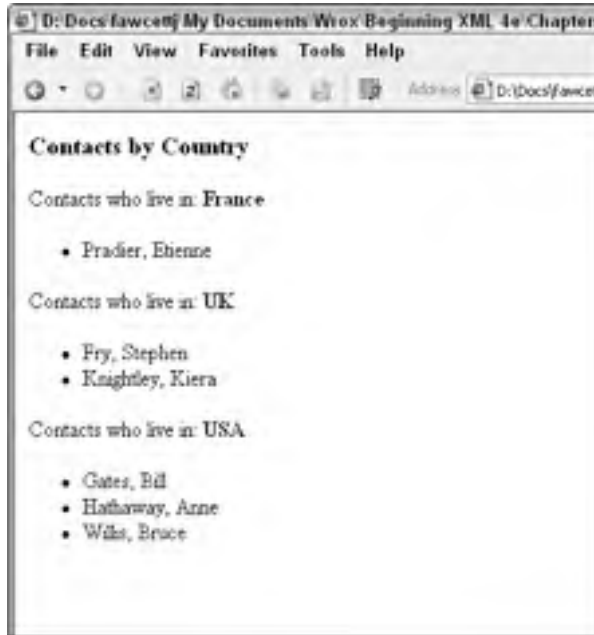 D:\Docs\fawcettj\My Documents\Wrox\Beginning XML 4e\Chapter
File Edit View Favorites Tools Help
Address D:\Docs\fawce
Contacts by Country
Contacts who live in: France
• Pradier, Etienne
Contacts who live in: UK
• Fry, Stephen
• Knightley, Kiera
Contacts who live in: USA
• Gates, Bill
• Hathaway, Anne
• Willis, Bruce